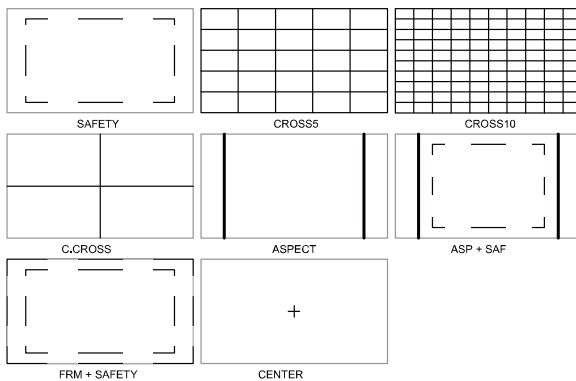 SAFETY
CROSS5
CROSS10
C.CROSS
ASPECT
ASP + SAF
FRM + SAFETY
CENTER